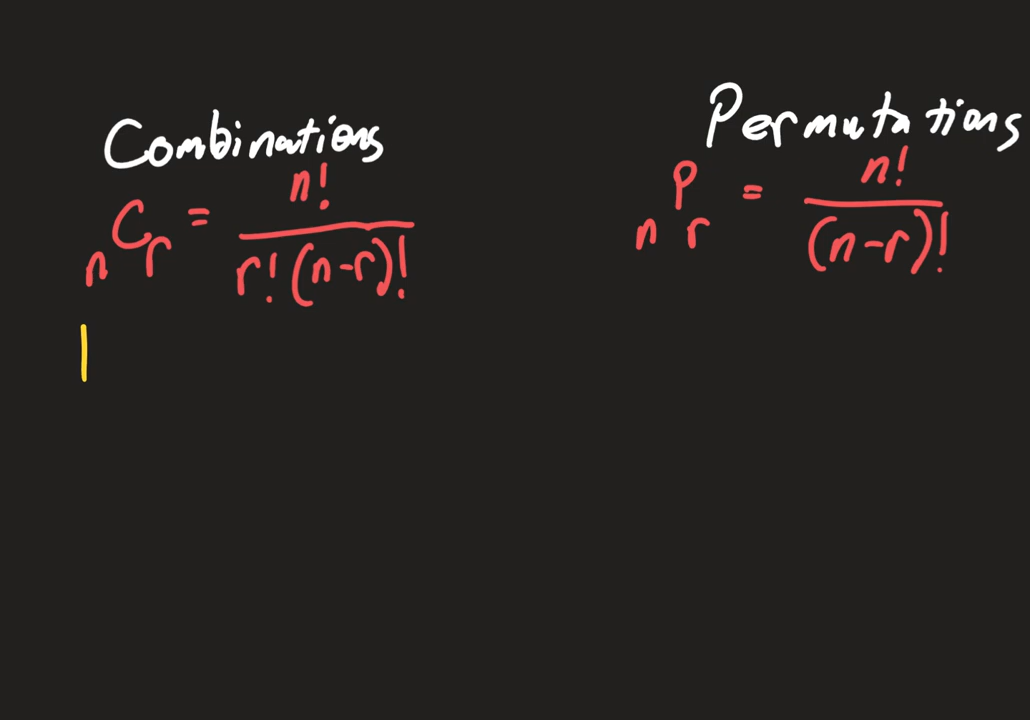 Combinations
nCr = n! / r!(n-r)!
Permutations
nPr = n! / (n-r)!